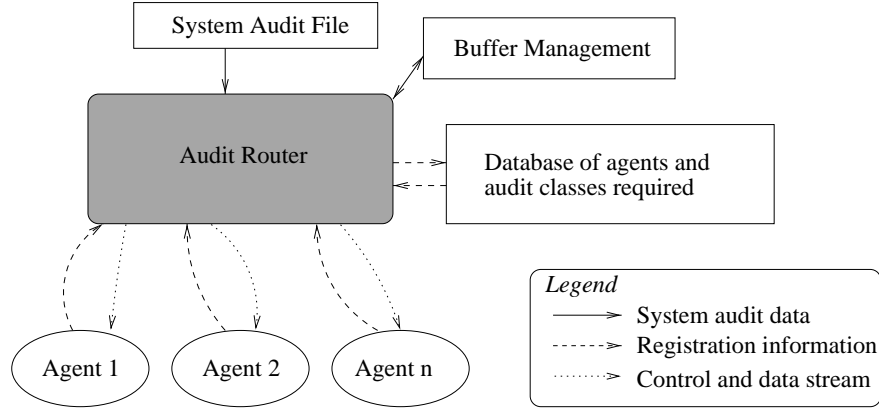 System Audit File
Buffer Management
Audit Router
Database of agents and
audit classes required
Legend
System audit data
Registration information
Control and data stream
Agent 1
Agent 2
Agent n